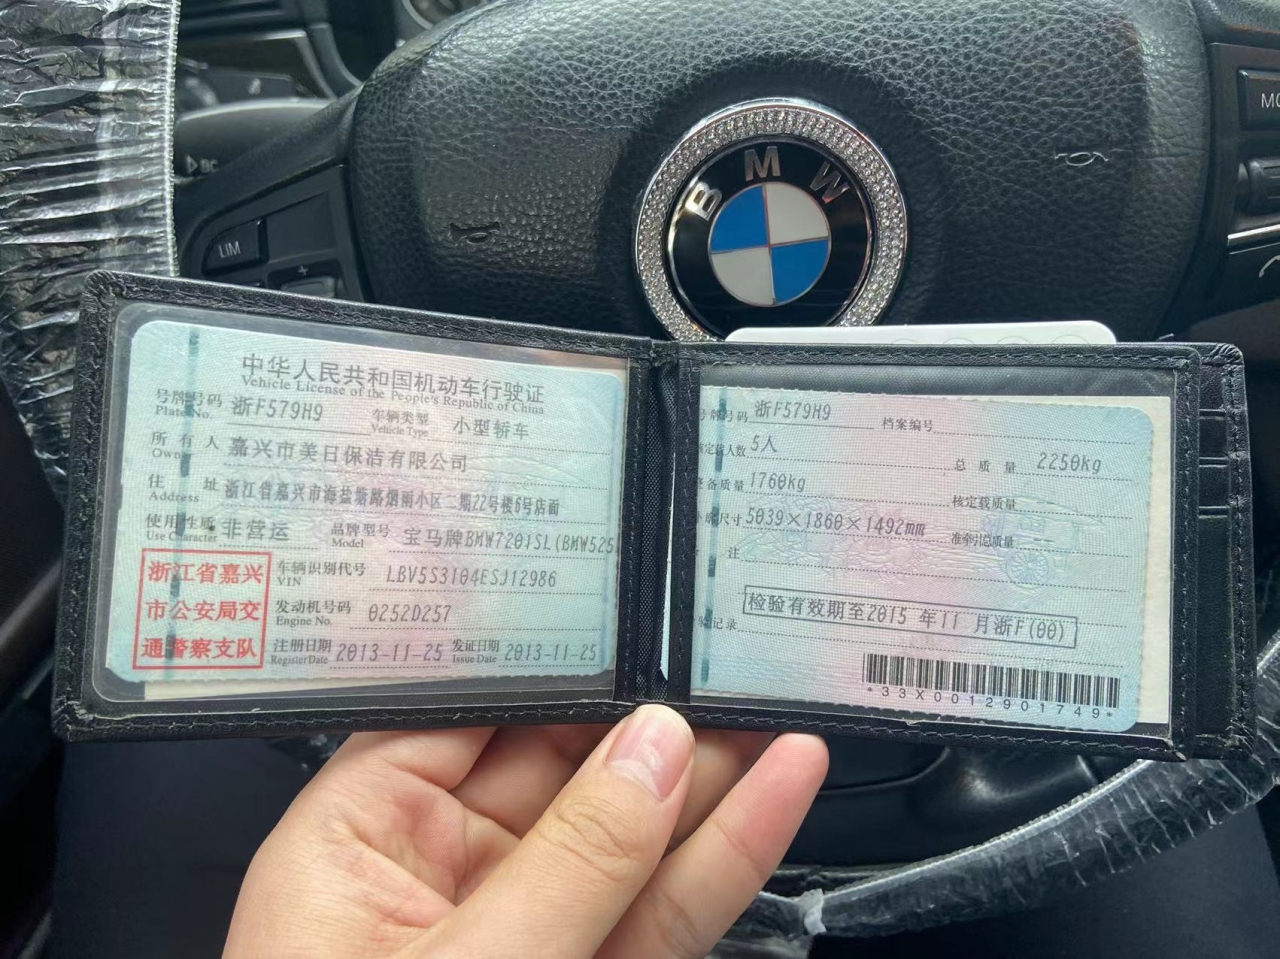 BMW
LIM
+
中华人民共和国机动车行驶证
Vehicle License of the People's Republic of China
号牌号码 浙F579H9 车辆类型 小型轿车
Plate No. Vehicle Type
所有人 嘉兴市美日保洁有限公司
Owner
住址 浙江省嘉兴市海盐塘路烟雨小区二期22号楼6号店面
Address
使用性质 非营运 品牌型号 宝马牌BMW7201SL(BMW525
Use Character Model
浙江省嘉兴
市公安局交
通警察支队
车辆识别代号 LBV5S3104ESJ12986
VIN
发动机号码 0252D257
Engine No.
注册日期 2013-11-25 发证日期 2013-11-25
Register Date Issue Date
号牌号码 浙F579H9 档案编号
核定载人数 5人 总质量 2250kg
整备质量 1760kg 核定载质量
外廓尺寸 5039×1860×1492mm 准牵引总质量 --
注
检验有效期至2015年11月浙F(00)
记录
*33X0012901749*